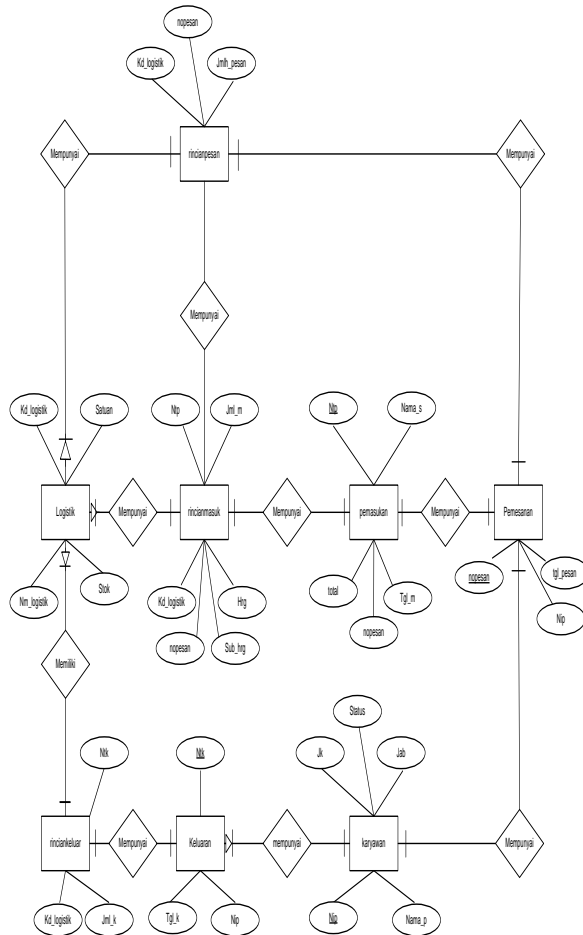 nopesan
Kd_logistik
Jmlh_pesan
Mempunyai
rincianpesan
Mempunyai
Mempunyai
Kd_logistik
Satuan
Ntp
Jml_m
Ntp
Nama_s
Logistik
Mempunyai
rincianmasuk
Mempunyai
pemasukan
Mempunyai
Pemesanan
Nm_logistik
Stok
Kd_logistik
Hrg
total
Tgl_m
nopesan
tgl_pesan
nopesan
Sub_hrg
nopesan
Nip
Memiliki
Status
Ntk
Ntk
Jk
Jab
rinciankeluar
Mempunyai
Keluaran
mempunyai
karyawan
Mempunyai
Kd_logistik
Jml_k
Tgl_k
Nip
Nip
Nama_p